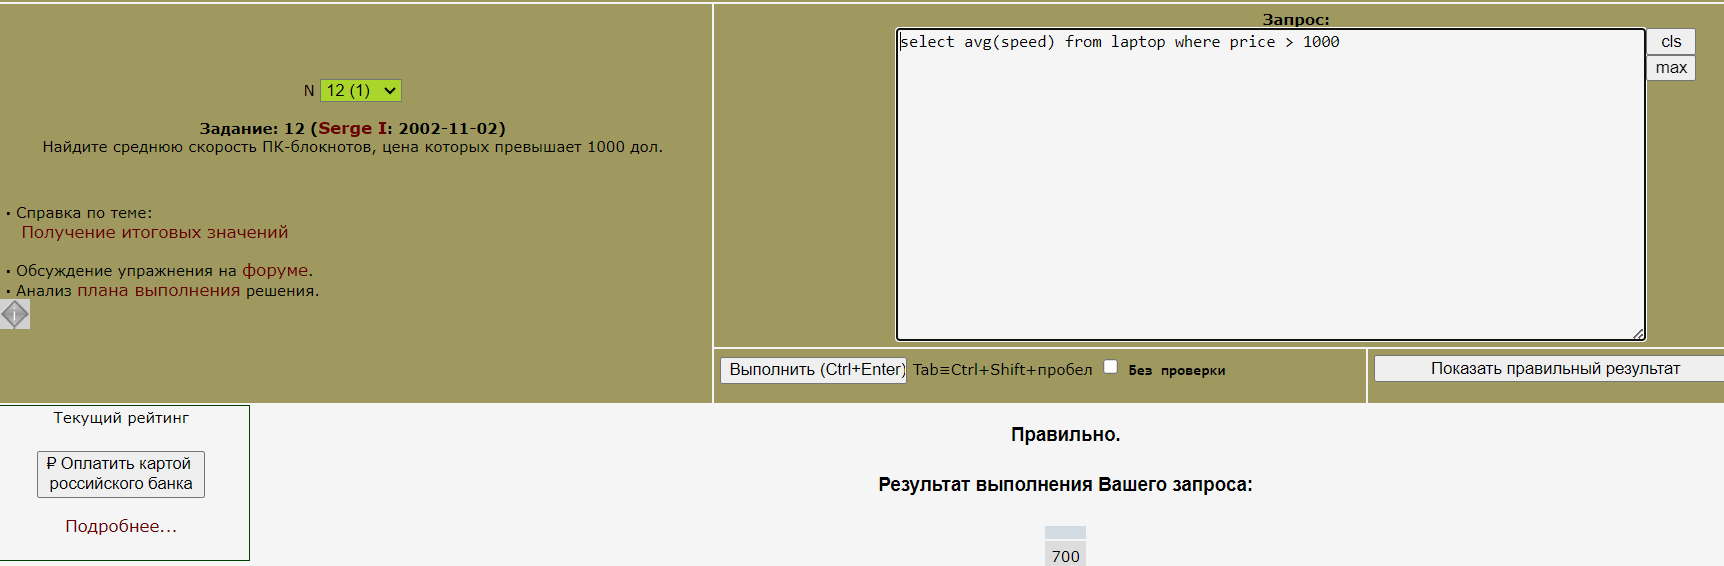 N 12 (1)
Задание: 12 (Serge I: 2002-11-02)
Найдите среднюю скорость ПК-блокнотов, цена которых превышает 1000 дол.
· Справка по теме:
Получение итоговых значений
· Обсуждение упражнения на форуме.
· Анализ плана выполнения решения.
i
Запрос:
select avg(speed) from laptop where price > 1000
cls
max
Выполнить (Ctrl+Enter) Tab≡Ctrl+Shift+пробел Без проверки
Показать правильный результат
Текущий рейтинг
₽ Оплатить картой
российского банка
Подробнее...
Правильно.
Результат выполнения Вашего запроса:
700